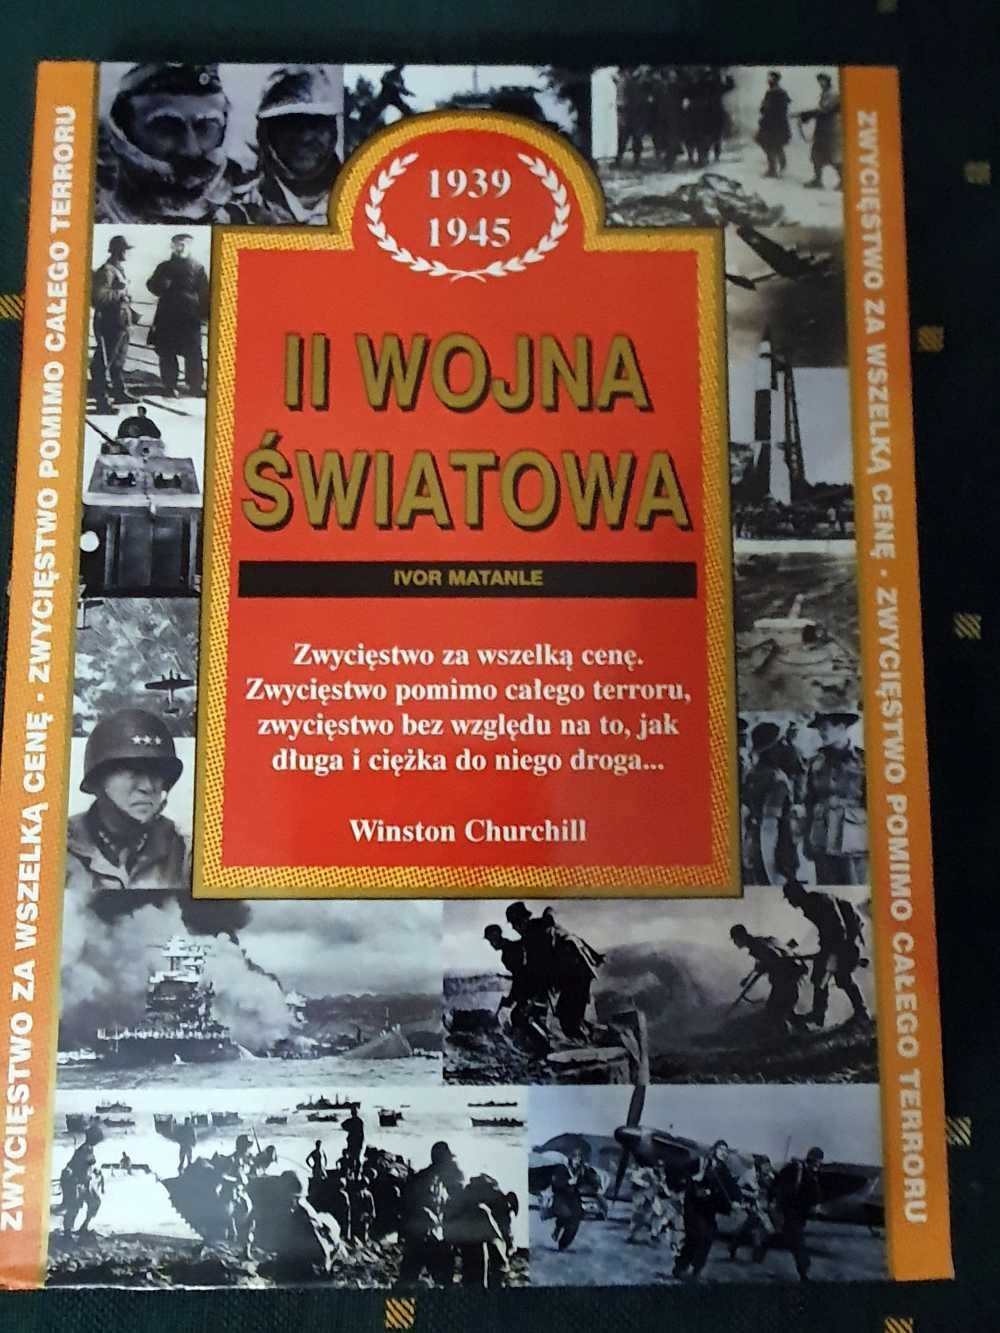 ZWYCIĘSTWO ZA WSZELKĄ CENĘ · ZWYCIĘSTWO POMIMO CAŁEGO TERRORU
1939
1945
II WOJNA
ŚWIATOWA
IVOR MATANLE
Zwycięstwo za wszelką cenę.
Zwycięstwo pomimo całego terroru,
zwycięstwo bez względu na to, jak
długa i ciężka do niego droga...
Winston Churchill
ZWYCIĘSTWO ZA WSZELKĄ CENĘ · ZWYCIĘSTWO POMIMO CAŁEGO TERRORU